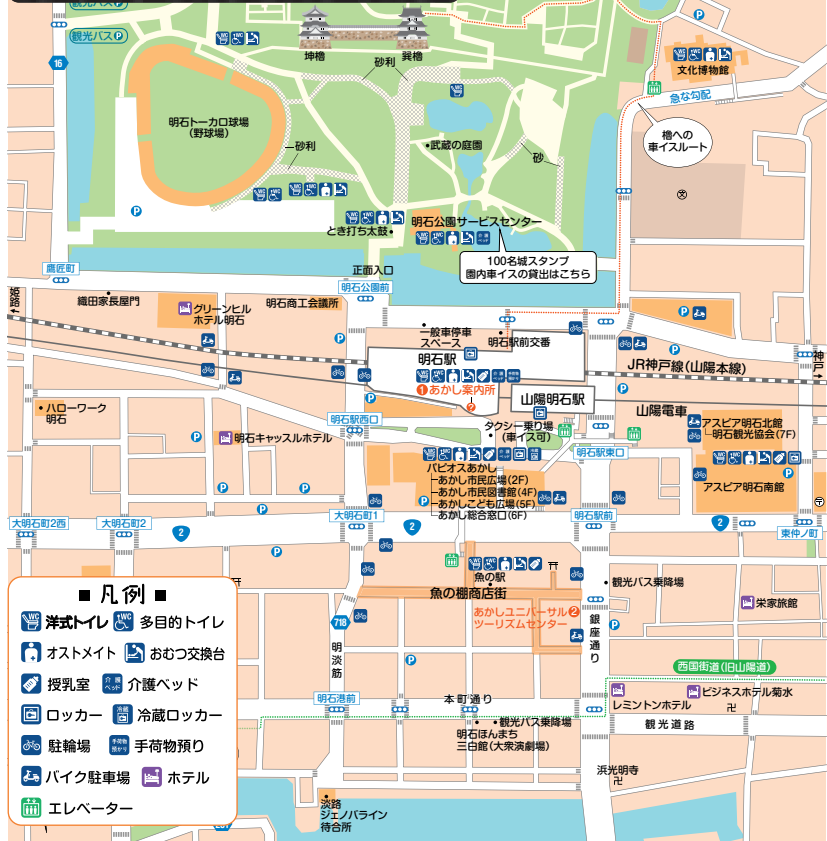 観光バス P
観光バス P
16
坤櫓
巽櫓
砂利
文化博物館
急な勾配
明石トーカロ球場
(野球場)
砂利
武蔵の庭園
砂
櫓への
車イスルート
とき打ち太鼓
明石公園サービスセンター
100名城スタンプ
園内車イスの貸出はこちら
正面入口
鷹匠町
明石公園前
織田家長屋門
グリーンヒル
ホテル明石
明石商工会議所
姫路
一般車停車
スペース
明石駅前交番
明石駅
神戸
JR神戸線(山陽本線)
❶あかし案内所
山陽明石駅
山陽電車
ハローワーク
明石
明石駅西口
タクシー乗り場
(車イス可)
明石キャッスルホテル
明石駅東口
アスピア明石北館
明石観光協会(7F)
パピオスあかし
あかし市民広場(2F)
あかし市民図書館(4F)
あかしこども広場(5F)
あかし総合窓口(6F)
アスピア明石南館
大明石町2西
大明石町2
2
大明石町1
2
明石駅前
2
東仲ノ町
魚の駅
魚の棚商店街
観光バス乗降場
あかしユニバーサル❷
ツーリズムセンター
栄家旅館
718
明淡筋
銀座通り
西国街道(旧山陽道)
明石港前
本町通り
レミントンホテル
ビジネスホテル菊水
観光道路
観光バス乗降場
明石ほんまち
三白館(大衆演劇場)
浜光明寺
淡路
ジェノバライン
待合所
■ 凡例 ■
洋式トイレ
多目的トイレ
オストメイト
おむつ交換台
授乳室
介護ベッド
ロッカー
冷蔵ロッカー
駐輪場
手荷物預り
バイク駐車場
ホテル
エレベーター